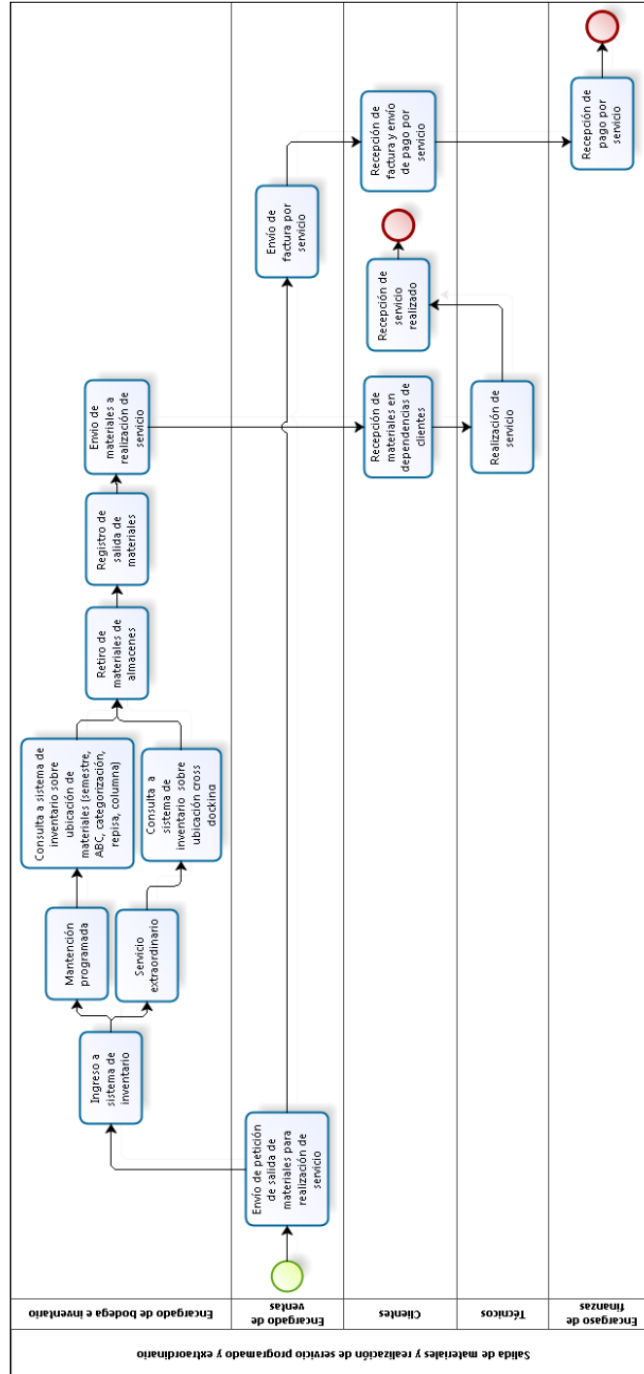 Salida de materiales y realización de servicio programado y extraordinario
Encargado de bodega e inventario
Ingreso a
sistema de
inventario
Mantención
programada
Servicio
extraordinario
Consulta a sistema de
inventario sobre
ubicación de
materiales (semestre,
ABC, categorización,
repisa, columna)
Consulta a
sistema de
inventario sobre
ubicación cross
docking
Retiro de
materiales de
almacenes
Registro de
salida de
materiales
Envío de
materiales a
realización de
servicio
Encargado de
ventas
Envío de petición
de salida de
materiales para
realización de
servicio
Envío de
factura por
servicio
Clientes
Recepción de
materiales en
dependencias de
clientes
Recepción de
servicio
realizado
Recepción de
factura y envío
de pago por
servicio
Técnicos
Realización de
servicio
Encargaso de
finanzas
Recepción de
pago por
servicio